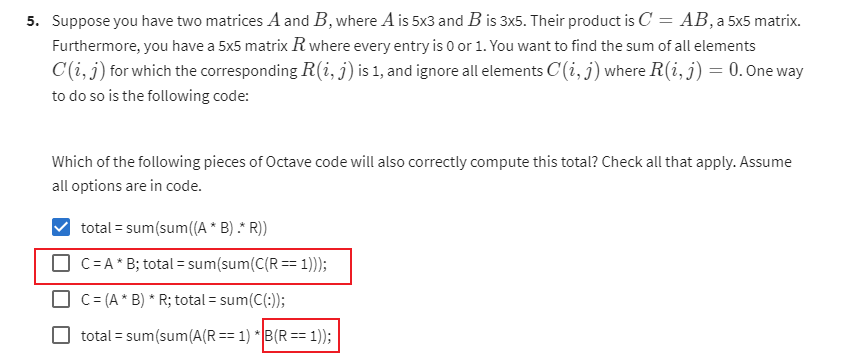 5. Suppose you have two matrices A and B, where A is 5x3 and B is 3x5. Their product is C = AB, a 5x5 matrix.
Furthermore, you have a 5x5 matrix R where every entry is 0 or 1. You want to find the sum of all elements
C(i, j) for which the corresponding R(i, j) is 1, and ignore all elements C(i, j) where R(i, j) = 0. One way
to do so is the following code:
Which of the following pieces of Octave code will also correctly compute this total? Check all that apply. Assume
all options are in code.
total = sum(sum((A * B) .* R))
C = A * B; total = sum(sum(C(R == 1)));
C = (A * B) * R; total = sum(C(:));
total = sum(sum(A(R == 1) * B(R == 1));